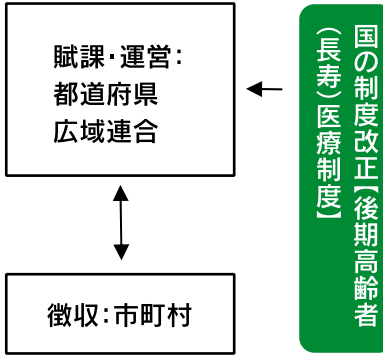 賦課・運営：
都道府県
広域連合
徴収：市町村
国の制度改正【後期高齢者
（長寿）医療制度】